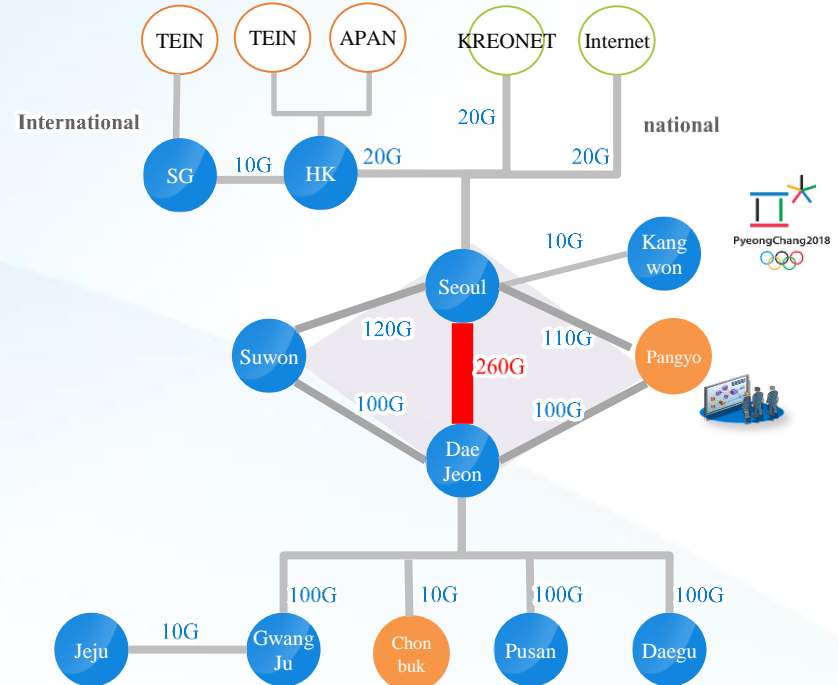 TEIN
TEIN
APAN
KREONET
Internet
International
20G
national
SG
10G
HK
20G
20G
PyeongChang2018
Kang
won
10G
Seoul
120G
110G
Suwon
260G
Pangyo
100G
100G
Dae
Jeon
100G
10G
100G
100G
Jeju
10G
Gwang
Ju
Chon
buk
Pusan
Daegu